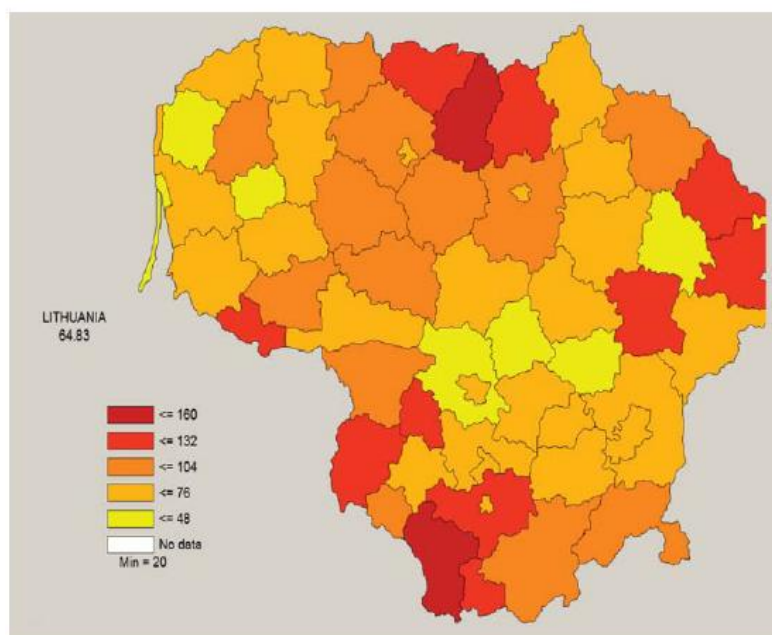 LITHUANIA
64.83
<= 160
<= 132
<= 104
<= 76
<= 48
No data
Min = 20